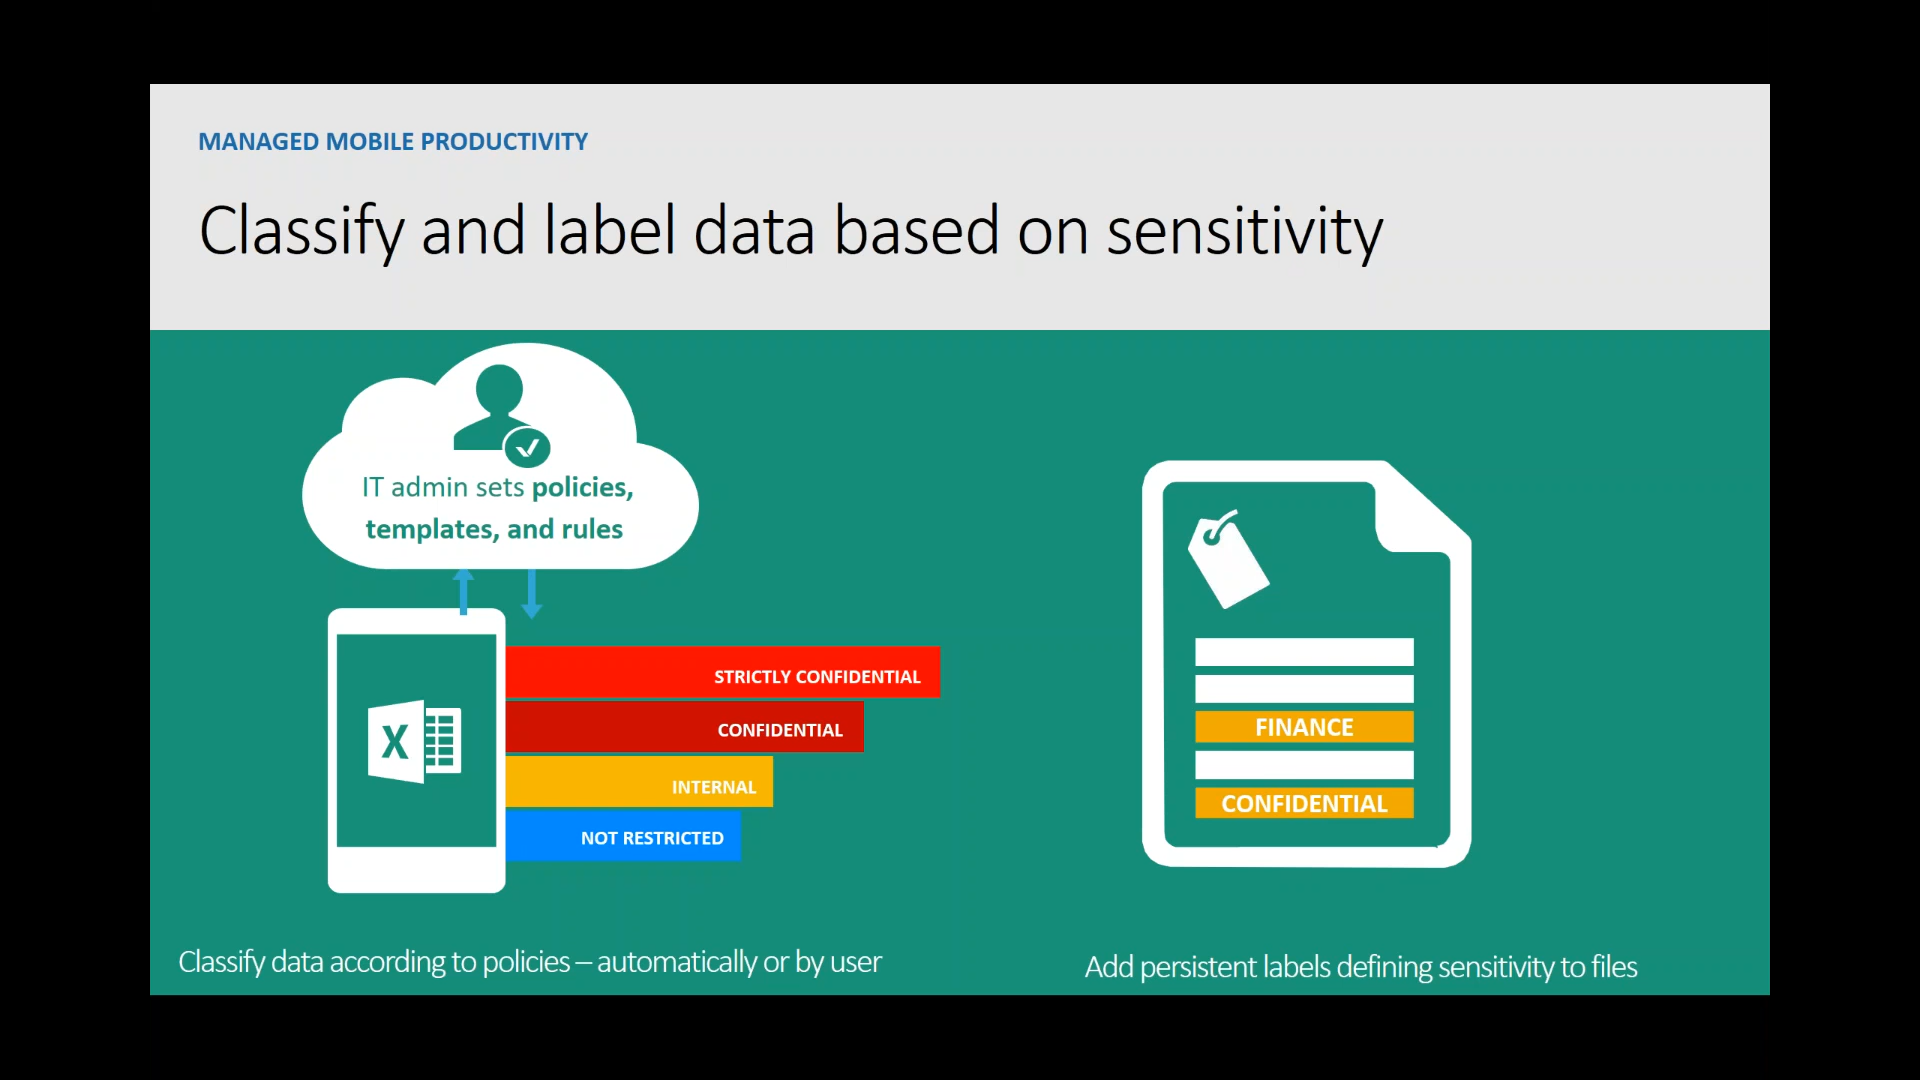 MANAGED MOBILE PRODUCTIVITY
Classify and label data based on sensitivity
IT admin sets policies,
templates, and rules
X
STRICTLY CONFIDENTIAL
CONFIDENTIAL
INTERNAL
NOT RESTRICTED
Classify data according to policies – automatically or by user
FINANCE
CONFIDENTIAL
Add persistent labels defining sensitivity to files